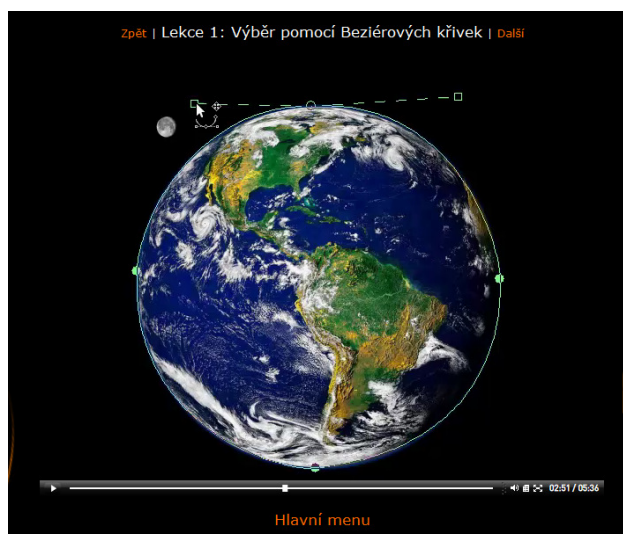 Zpět | Lekce 1: Výběr pomocí Beziérových křivek | Další
02:51 / 05:36
Hlavní menu